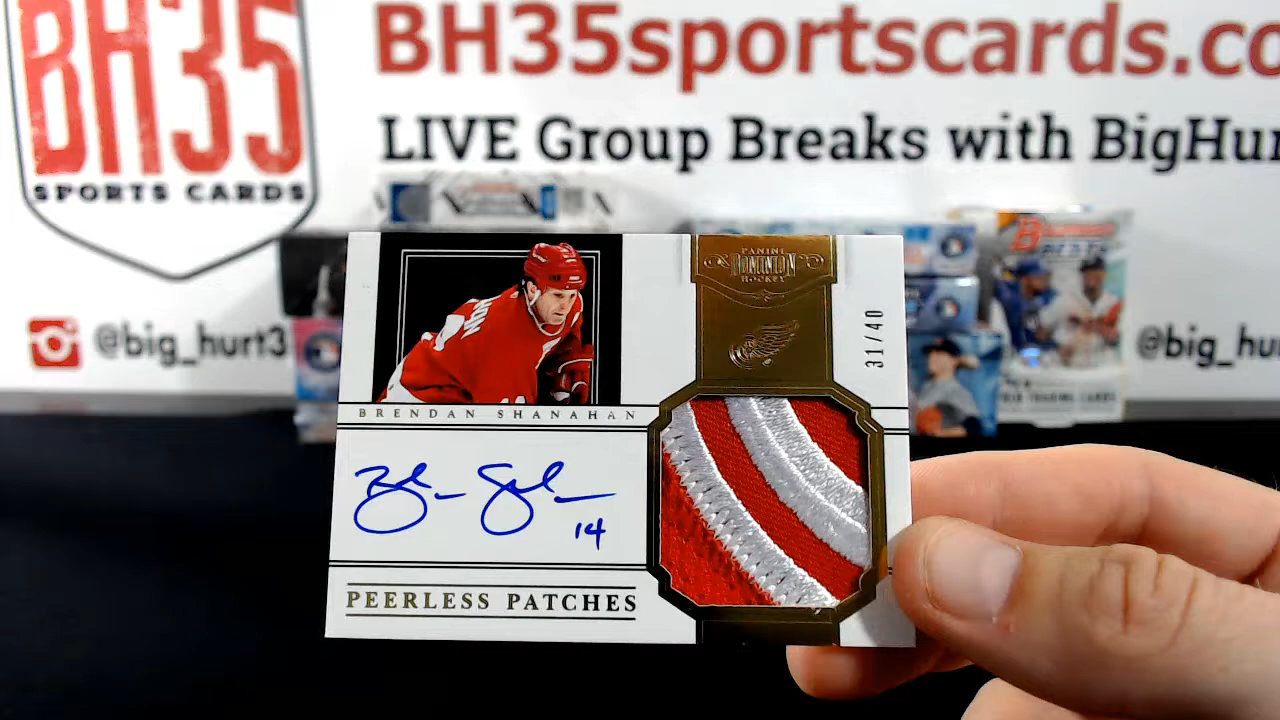 BH35
SPORTS CARDS
BH35sportscards.co
LIVE Group Breaks with BigHur
@big_hurt3
@big_hu
PANINI
DOMINION
HOCKEY
31/40
BRENDAN SHANAHAN
14
PEERLESS PATCHES